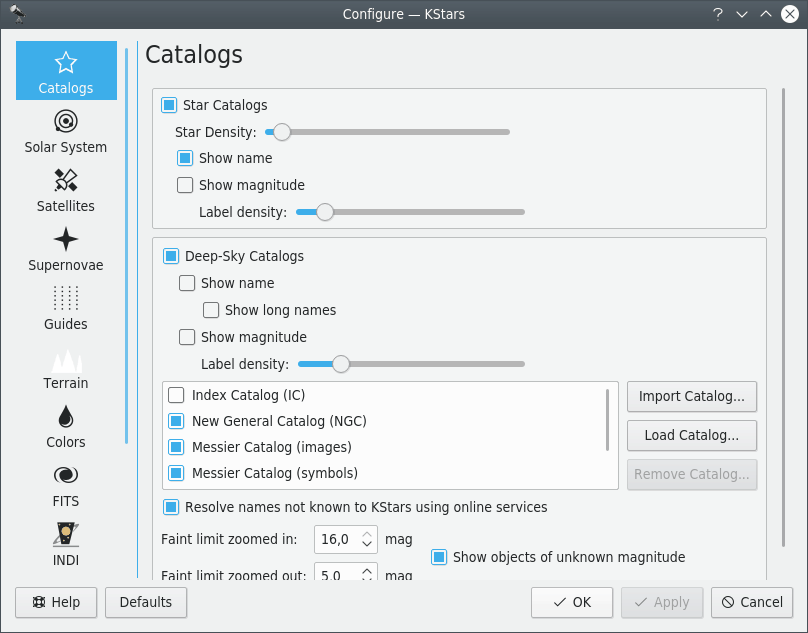 Configure — KStars
Catalogs
Solar System
Satellites
Supernovae
Guides
Terrain
Colors
FITS
INDI
Catalogs
Star Catalogs
Star Density:
Show name
Show magnitude
Label density:
Deep-Sky Catalogs
Show name
Show long names
Show magnitude
Label density:
Index Catalog (IC)
New General Catalog (NGC)
Messier Catalog (images)
Messier Catalog (symbols)
Import Catalog...
Load Catalog...
Remove Catalog...
Resolve names not known to KStars using online services
Faint limit zoomed in: 16,0 mag
Show objects of unknown magnitude
Faint limit zoomed out: 5,0 mag
Help
Defaults
OK
Apply
Cancel